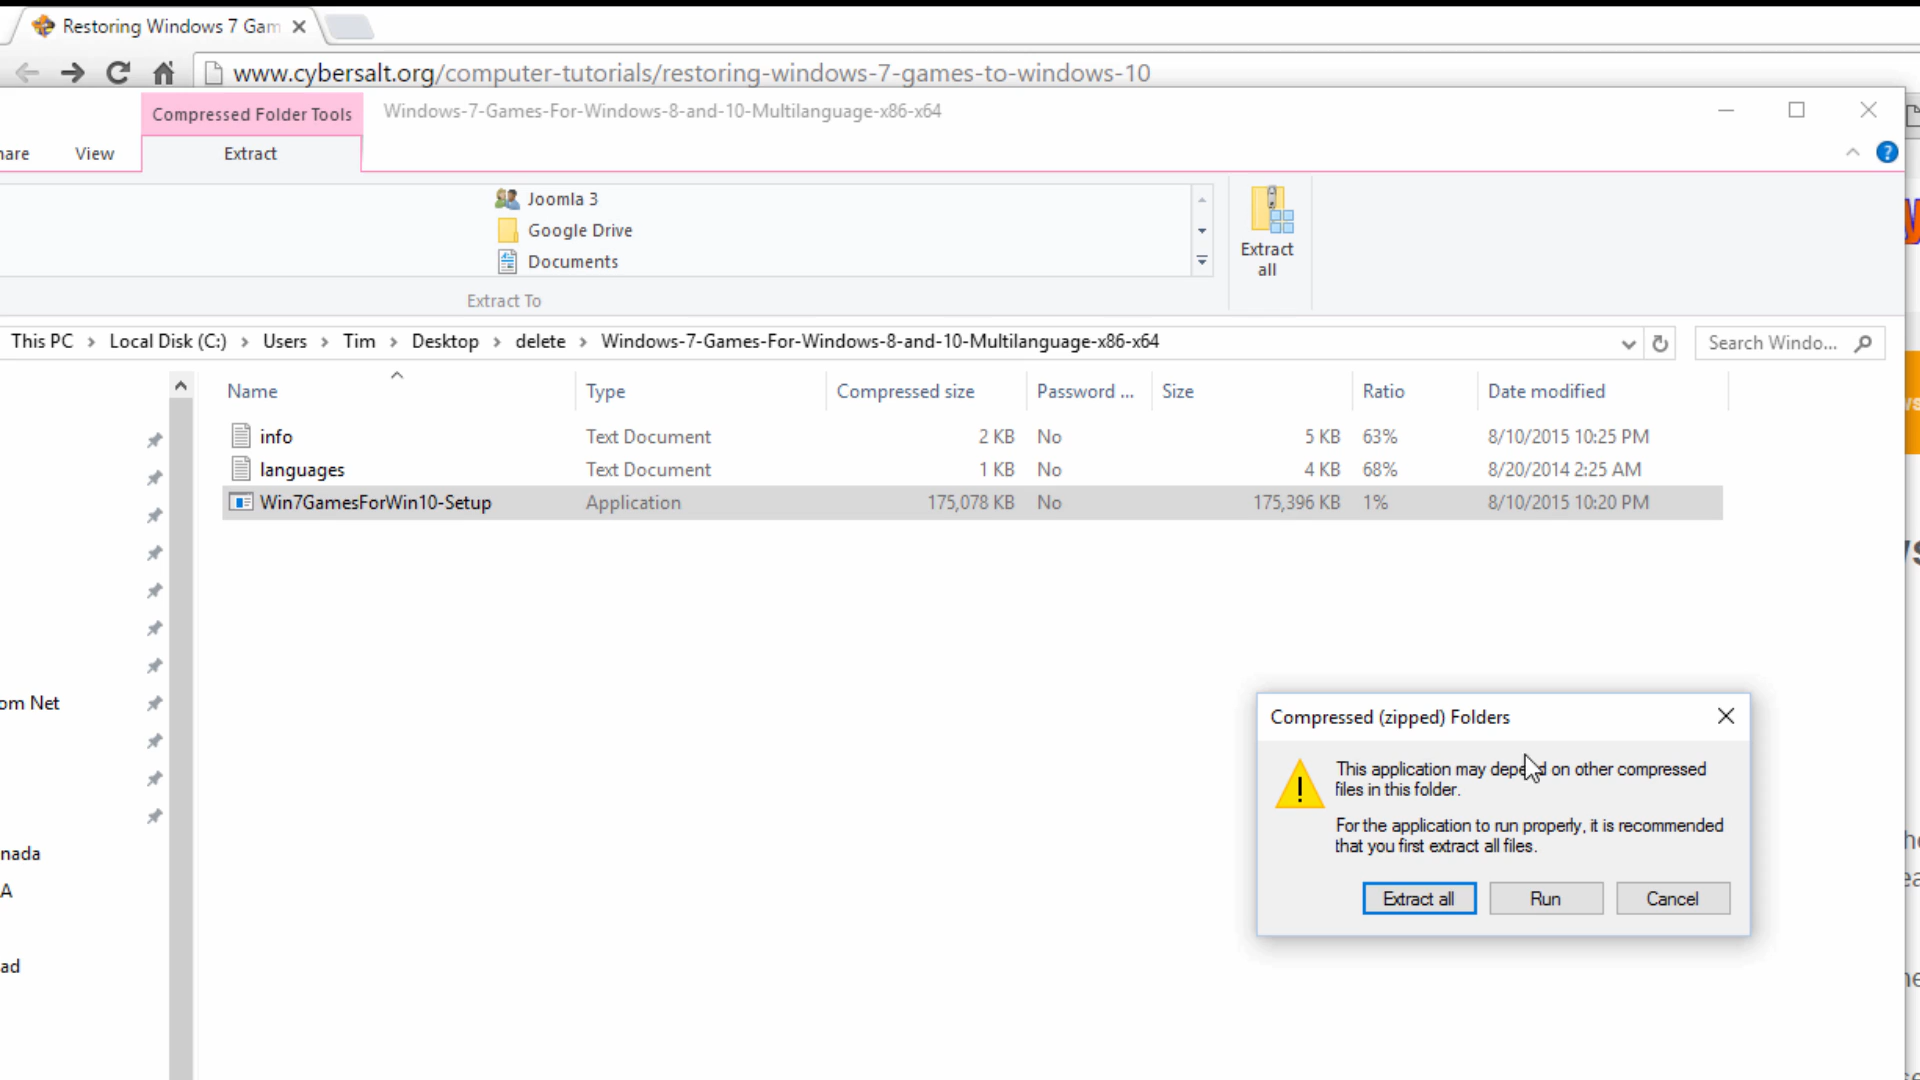 Restoring Windows 7 Gam
www.cybersalt.org/computer-tutorials/restoring-windows-7-games-to-windows-10
Compressed Folder Tools
Windows-7-Games-For-Windows-8-and-10-Multilanguage-x86-x64
hare
View
Extract
Joomla 3
Google Drive
Documents
Extract
all
Extract To
This PC > Local Disk (C:) > Users > Tim > Desktop > delete > Windows-7-Games-For-Windows-8-and-10-Multilanguage-x86-x64
Search Windo...
Name Type Compressed size Password ... Size Ratio Date modified
info Text Document 2 KB No 5 KB 63% 8/10/2015 10:25 PM
languages Text Document 1 KB No 4 KB 68% 8/20/2014 2:25 AM
Win7GamesForWin10-Setup Application 175,078 KB No 175,396 KB 1% 8/10/2015 10:20 PM
om Net
nada
A
ad
Compressed (zipped) Folders
This application may depend on other compressed
files in this folder.
For the application to run properly, it is recommended
that you first extract all files.
Extract all
Run
Cancel